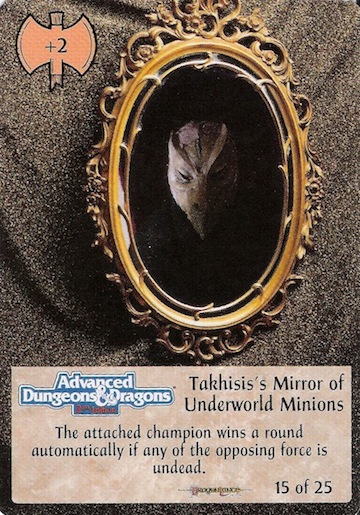 +2
Advanced
Dungeons & Dragons
2nd Edition
Takhisis's Mirror of
Underworld Minions
The attached champion wins a round
automatically if any of the opposing force is
undead.
DRAGONLANCE
15 of 25